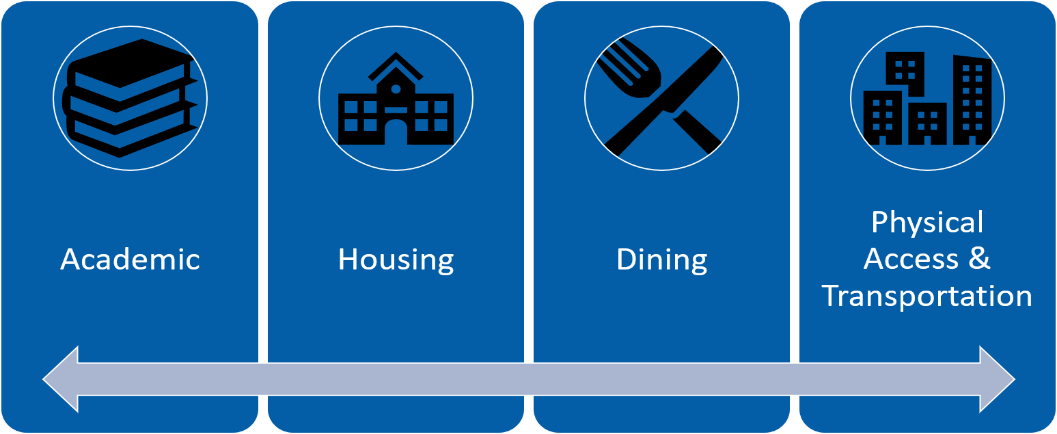 Academic
Housing
Dining
Physical
Access &
Transportation